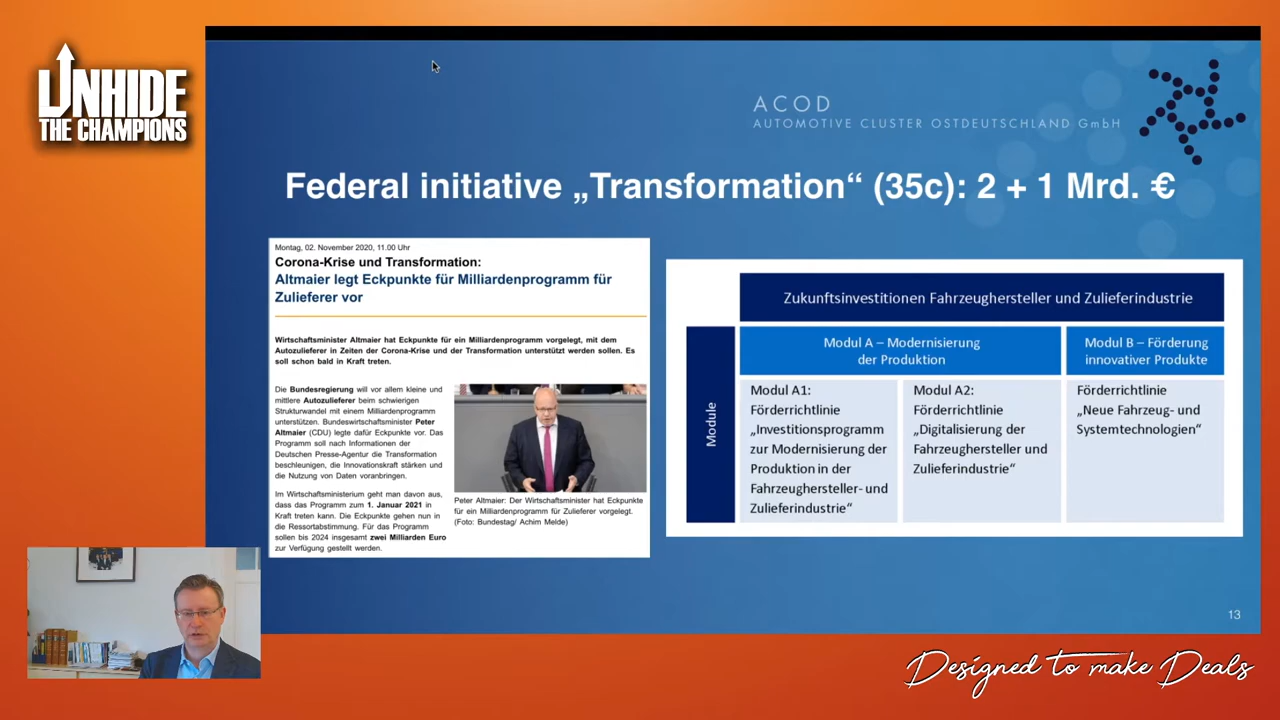 UNHIDE
THE CHAMPIONS
ACOD
AUTOMOTIVE CLUSTER OSTDEUTSCHLAND GmbH
Federal initiative „Transformation“ (35c): 2 + 1 Mrd. €
Montag, 02. November 2020, 11.00 Uhr
Corona-Krise und Transformation:
Altmaier legt Eckpunkte für Milliardenprogramm für
Zulieferer vor
Wirtschaftsminister Altmaier hat Eckpunkte für ein Milliardenprogramm vorgelegt, mit dem
Autozulieferer in Zeiten der Corona-Krise und der Transformation unterstützt werden sollen. Es
soll schon bald in Kraft treten.
Die Bundesregierung will vor allem kleine und
mittlere Autozulieferer beim schwierigen
Strukturwandel mit einem Milliardenprogramm
unterstützen. Bundeswirtschaftsminister Peter
Altmaier (CDU) legte dafür Eckpunkte vor. Das
Programm soll nach Informationen der
Deutschen Presse-Agentur die Transformation
beschleunigen, die Innovationskraft stärken und
die Nutzung von Daten voranbringen.
Im Wirtschaftsministerium geht man davon aus,
dass das Programm zum 1. Januar 2021 in
Kraft treten kann. Die Eckpunkte gehen nun in
die Ressortabstimmung. Für das Programm
sollen bis 2024 insgesamt zwei Milliarden Euro
zur Verfügung gestellt werden.
Peter Altmaier: Der Wirtschaftsminister hat Eckpunkte
für ein Milliardenprogramm für Zulieferer vorgelegt.
(Foto: Bundestag/ Achim Melde)
Zukunftsinvestitionen Fahrzeughersteller und Zulieferindustrie
Module
Modul A – Modernisierung
der Produktion
Modul B – Förderung
innovativer Produkte
Modul A1:
Förderrichtlinie
„Investitionsprogramm
zur Modernisierung der
Produktion in der
Fahrzeughersteller- und
Zulieferindustrie“
Modul A2:
Förderrichtlinie
„Digitalisierung der
Fahrzeughersteller und
Zulieferindustrie“
Förderrichtlinie
„Neue Fahrzeug- und
Systemtechnologien“
13
Designed to make Deals